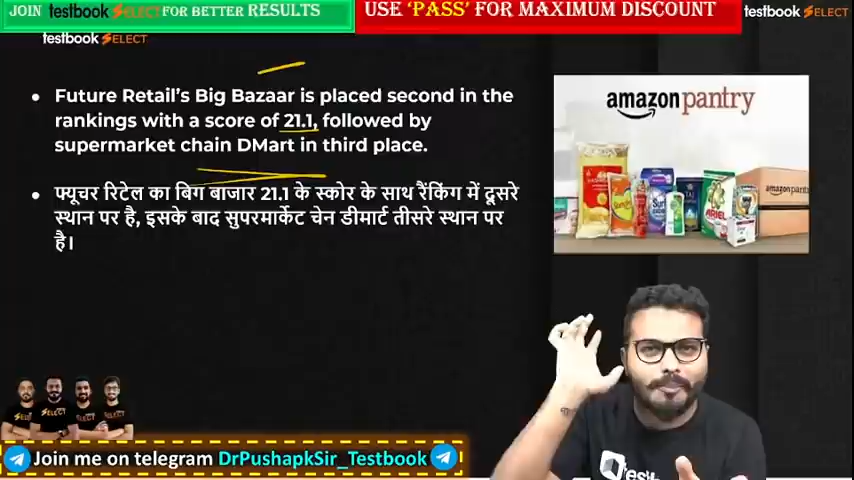 JOIN testbook SELECT FOR BETTER RESULTS
USE 'PASS' FOR MAXIMUM DISCOUNT
testbook SELECT
testbook SELECT
Future Retail's Big Bazaar is placed second in the
rankings with a score of 21.1, followed by
supermarket chain DMart in third place.
फ्यूचर रिटेल का बिग बाजार 21.1 के स्कोर के साथ रैंकिंग में दूसरे
स्थान पर है, इसके बाद सुपरमार्केट चेन डीमार्ट तीसरे स्थान पर
है।
amazon pantry
ARIEL
Join me on telegram DrPushapkSir_Testbook